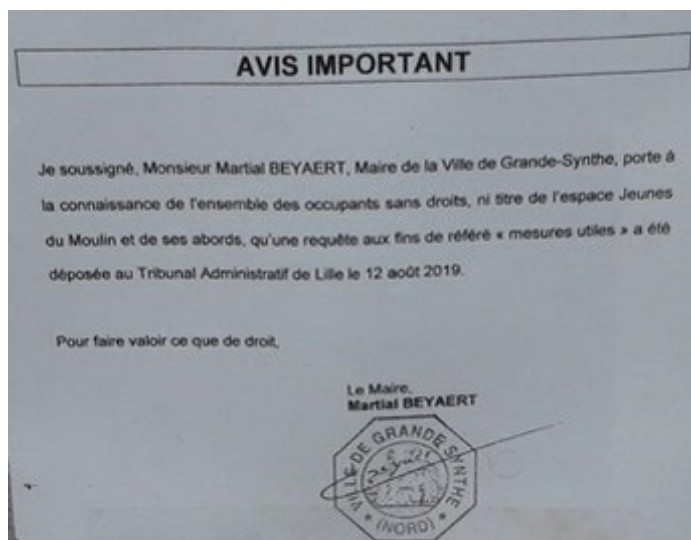 AVIS IMPORTANT
Je soussigné, Monsieur Martial BEYAERT, Maire de la Ville de Grande-Synthe, porte à
la connaissance de l'ensemble des occupants sans droits, ni titre de l'espace Jeunes
du Moulin et de ses abords, qu'une requête aux fins de référé « mesures utiles » a été
déposée au Tribunal Administratif de Lille le 12 août 2019.
Pour faire valoir ce que de droit,
Le Maire,
Martial BEYAERT
VILLE DE GRANDE SYNTHE
(NORD)